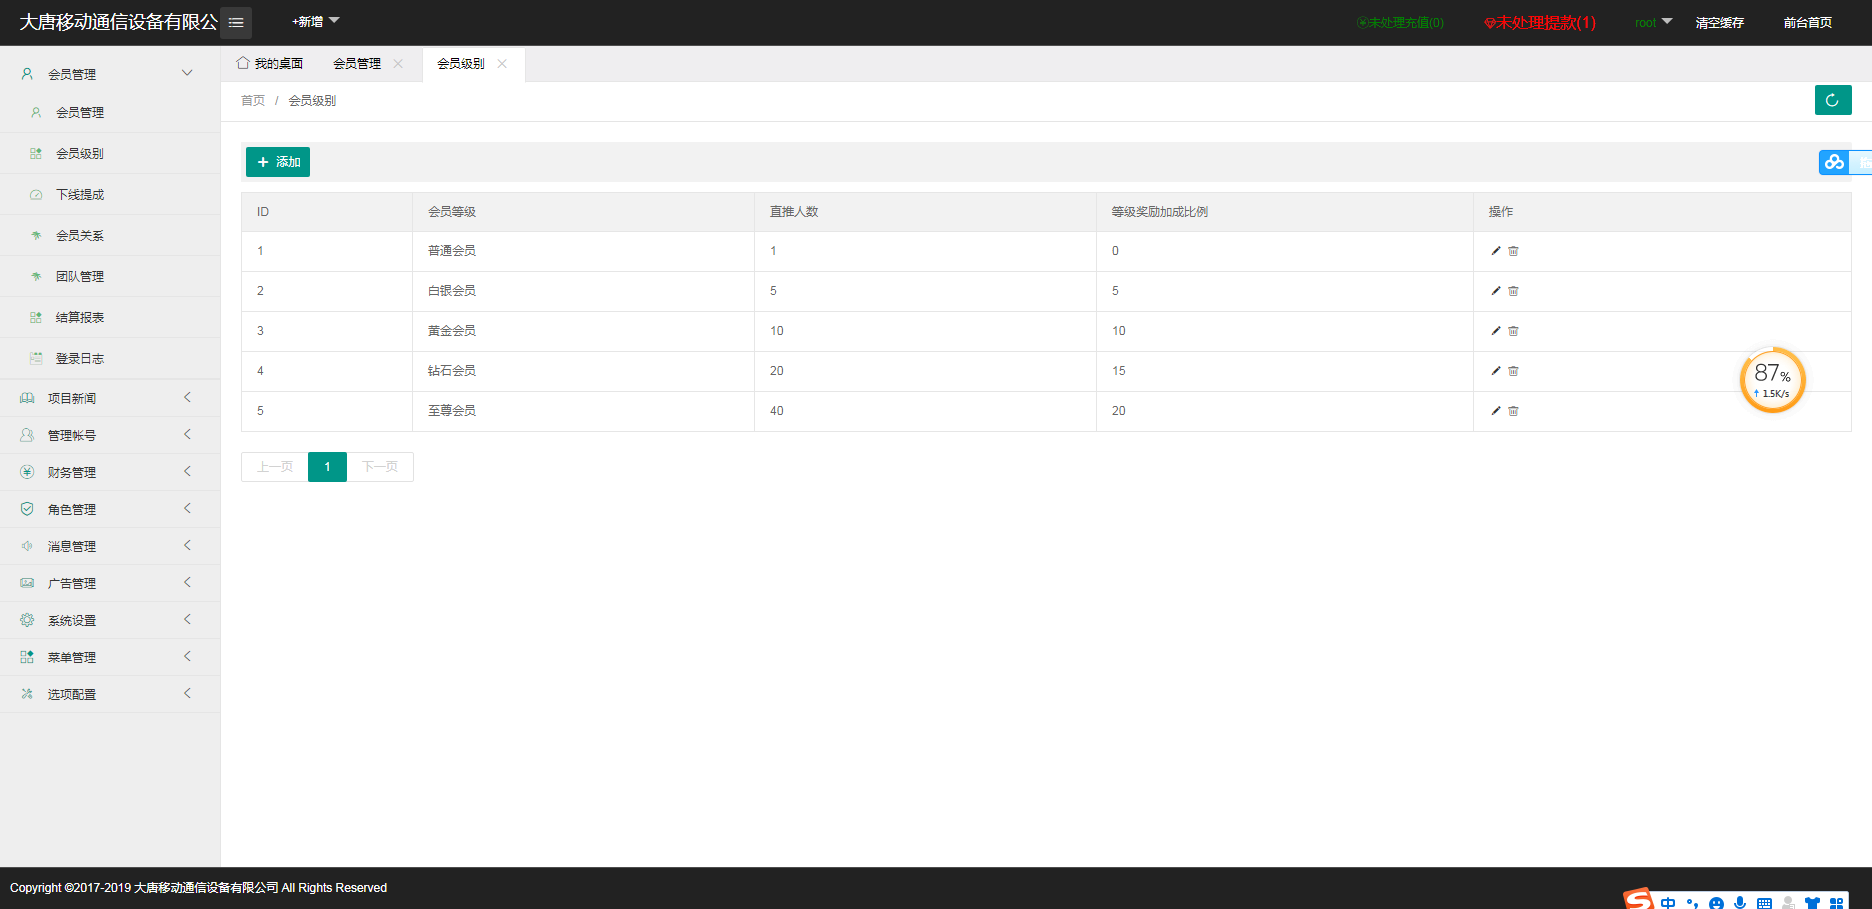 大唐移动通信设备有限公
+新增
未处理充值(0)
未处理提款(1)
root
清空缓存
前台首页
会员管理
会员管理
会员级别
下线提成
会员关系
团队管理
结算报表
登录日志
项目新闻
管理帐号
财务管理
角色管理
消息管理
广告管理
系统设置
菜单管理
选项配置
我的桌面
会员管理
会员级别
首页 / 会员级别
添加
ID 会员等级 直推人数 等级奖励加成比例 操作
1 普通会员 1 0
2 白银会员 5 5
3 黄金会员 10 10
4 钻石会员 20 15
5 至尊会员 40 20
87%
1.5K/s
上一页 1 下一页
Copyright ©2017-2019 大唐移动通信设备有限公司 All Rights Reserved
中